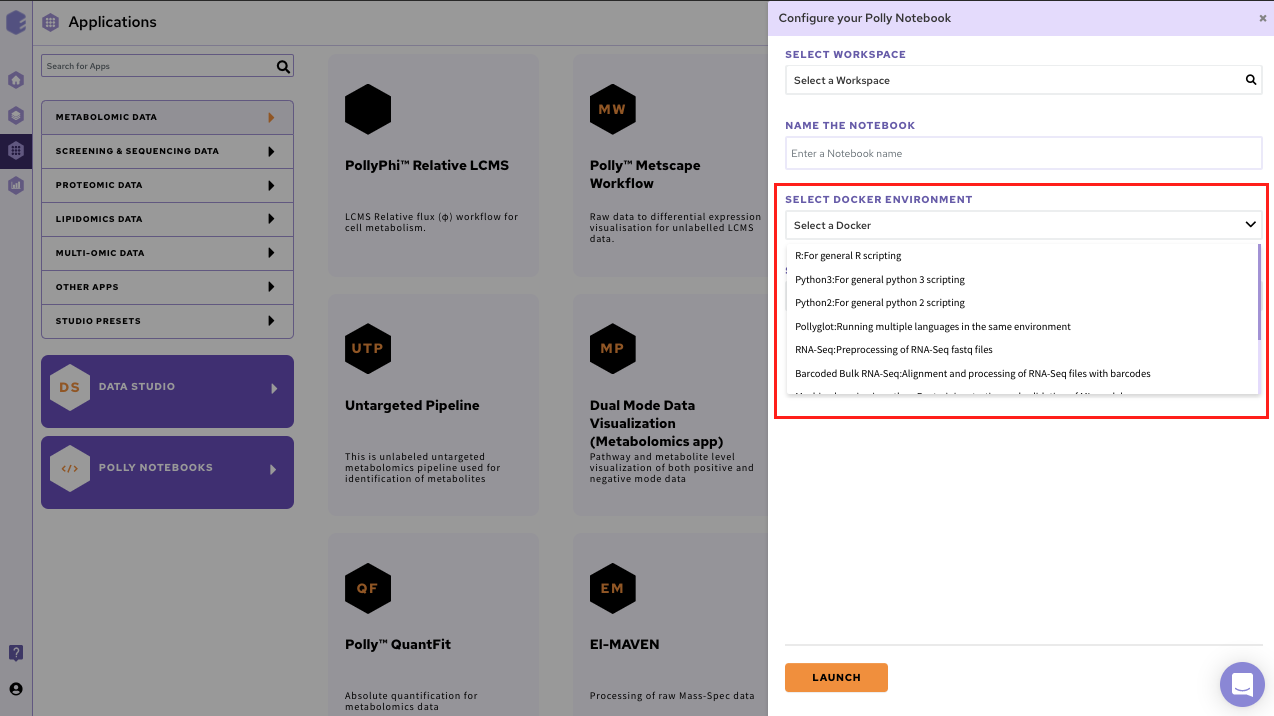 Applications
Search for Apps
METABOLOMIC DATA
SCREENING & SEQUENCING DATA
PROTEOMIC DATA
LIPIDOMICS DATA
MULTI-OMIC DATA
OTHER APPS
STUDIO PRESETS
DS
DATA STUDIO
</>
POLLY NOTEBOOKS
PollyPhi™ Relative LCMS
LCMS Relative flux (φ) workflow for
cell metabolism.
MW
Polly™ Metscape
Workflow
Raw data to differential expression
visualisation for unlabelled LCMS
data.
UTP
Untargeted Pipeline
This is unlabeled untargeted
metabolomics pipeline used for
identification of metabolites
MP
Dual Mode Data
Visualization
(Metabolomics app)
Pathway and metabolite level
visualization of both positive and
negative mode data
QF
Polly™ QuantFit
Absolute quantification for
metabolomics data
EM
El-MAVEN
Processing of raw Mass-Spec data
Configure your Polly Notebook
×
SELECT WORKSPACE
Select a Workspace
NAME THE NOTEBOOK
Enter a Notebook name
SELECT DOCKER ENVIRONMENT
Select a Docker
R:For general R scripting
Python3:For general python 3 scripting
Python2:For general python 2 scripting
Pollyglot:Running multiple languages in the same environment
RNA-Seq:Preprocessing of RNA-Seq fastq files
Barcoded Bulk RNA-Seq:Alignment and processing of RNA-Seq files with barcodes
LAUNCH
?